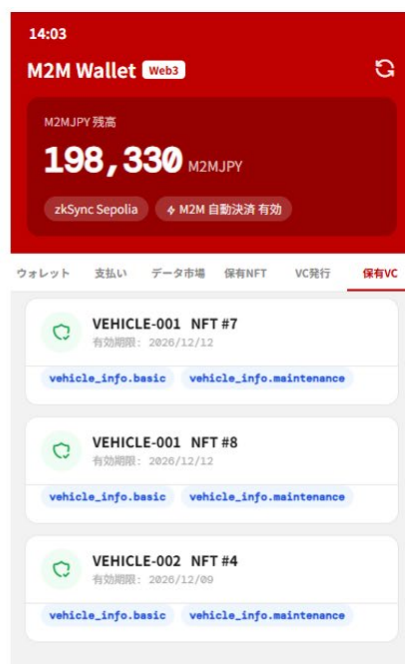 14:03
M2M Wallet Web3
M2MJPY 残高
198,330 M2MJPY
zkSync Sepolia M2M 自動決済 有効
ウォレット 支払い データ市場 保有NFT VC発行 保有VC
VEHICLE-001 NFT #7
有効期限: 2026/12/12
vehicle_info.basic vehicle_info.maintenance
VEHICLE-001 NFT #8
有効期限: 2026/12/12
vehicle_info.basic vehicle_info.maintenance
VEHICLE-002 NFT #4
有効期限: 2026/12/09
vehicle_info.basic vehicle_info.maintenance